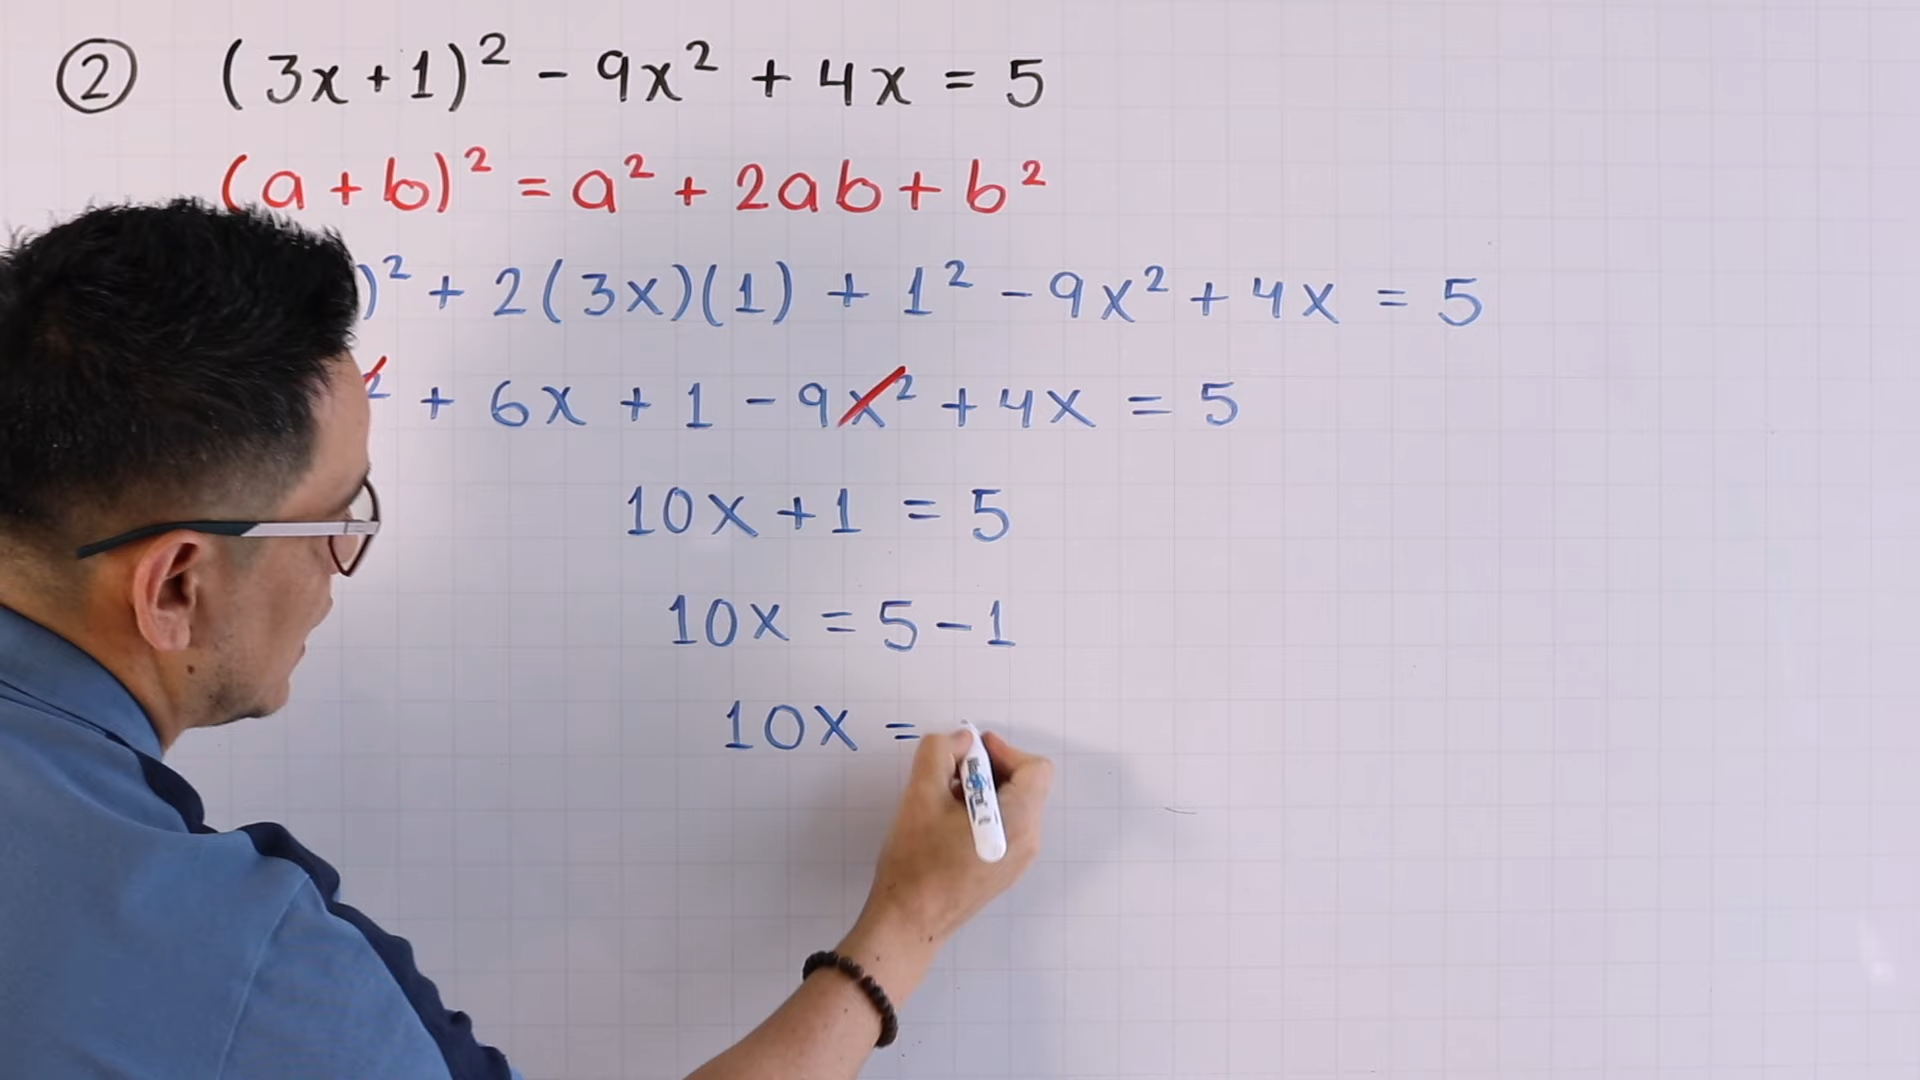 ② (3x+1)² - 9x² + 4x = 5
(a+b)² = a² + 2ab + b²
)² + 2(3x)(1) + 1² - 9x² + 4x = 5
² + 6x + 1 - 9x² + 4x = 5
10x + 1 = 5
10x = 5 - 1
10x =